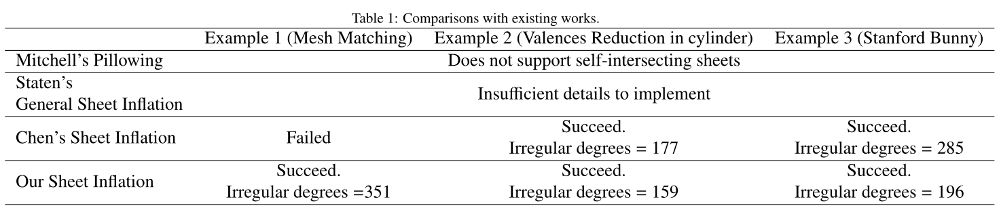 Table 1: Comparisons with existing works.
Example 1 (Mesh Matching) Example 2 (Valences Reduction in cylinder) Example 3 (Stanford Bunny)
Mitchell's Pillowing Does not support self-intersecting sheets
Staten's
General Sheet Inflation Insufficient details to implement
Chen's Sheet Inflation Failed Succeed. Succeed.
Irregular degrees = 177 Irregular degrees = 285
Our Sheet Inflation Succeed. Succeed. Succeed.
Irregular degrees =351 Irregular degrees = 159 Irregular degrees = 196